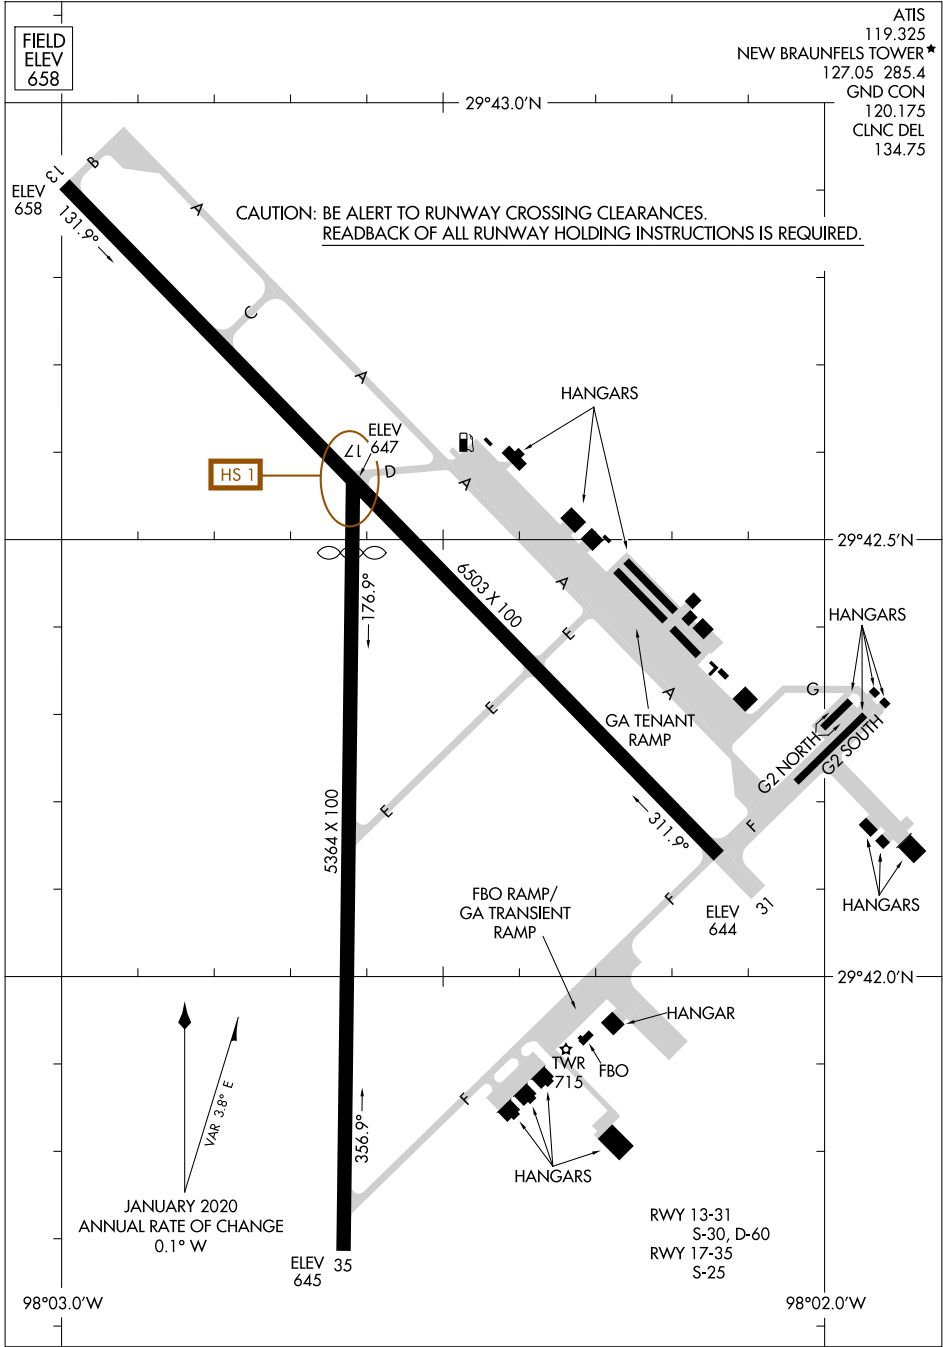 FIELD
ELEV
658
ATIS
119.325
NEW BRAUNFELS TOWER★
127.05 285.4
GND CON
120.175
CLNC DEL
134.75
29°43.0'N
13
B
ELEV
658
131.9°
A
CAUTION: BE ALERT TO RUNWAY CROSSING CLEARANCES.
READBACK OF ALL RUNWAY HOLDING INSTRUCTIONS IS REQUIRED.
C
A
HANGARS
ELEV
647
17
HS 1
D
A
29°42.5'N
176.9°
6503 X 100
A
E
HANGARS
E
A
G
GA TENANT
RAMP
G2 NORTH
G2 SOUTH
E
5364 X 100
311.9°
F
FBO RAMP/
GA TRANSIENT
RAMP
F
31
ELEV
644
HANGARS
29°42.0'N
HANGAR
TWR
715
FBO
F
VAR 3.8° E
356.9°
HANGARS
JANUARY 2020
ANNUAL RATE OF CHANGE
0.1° W
RWY 13-31
S-30, D-60
RWY 17-35
S-25
ELEV
645
35
98°03.0'W
98°02.0'W